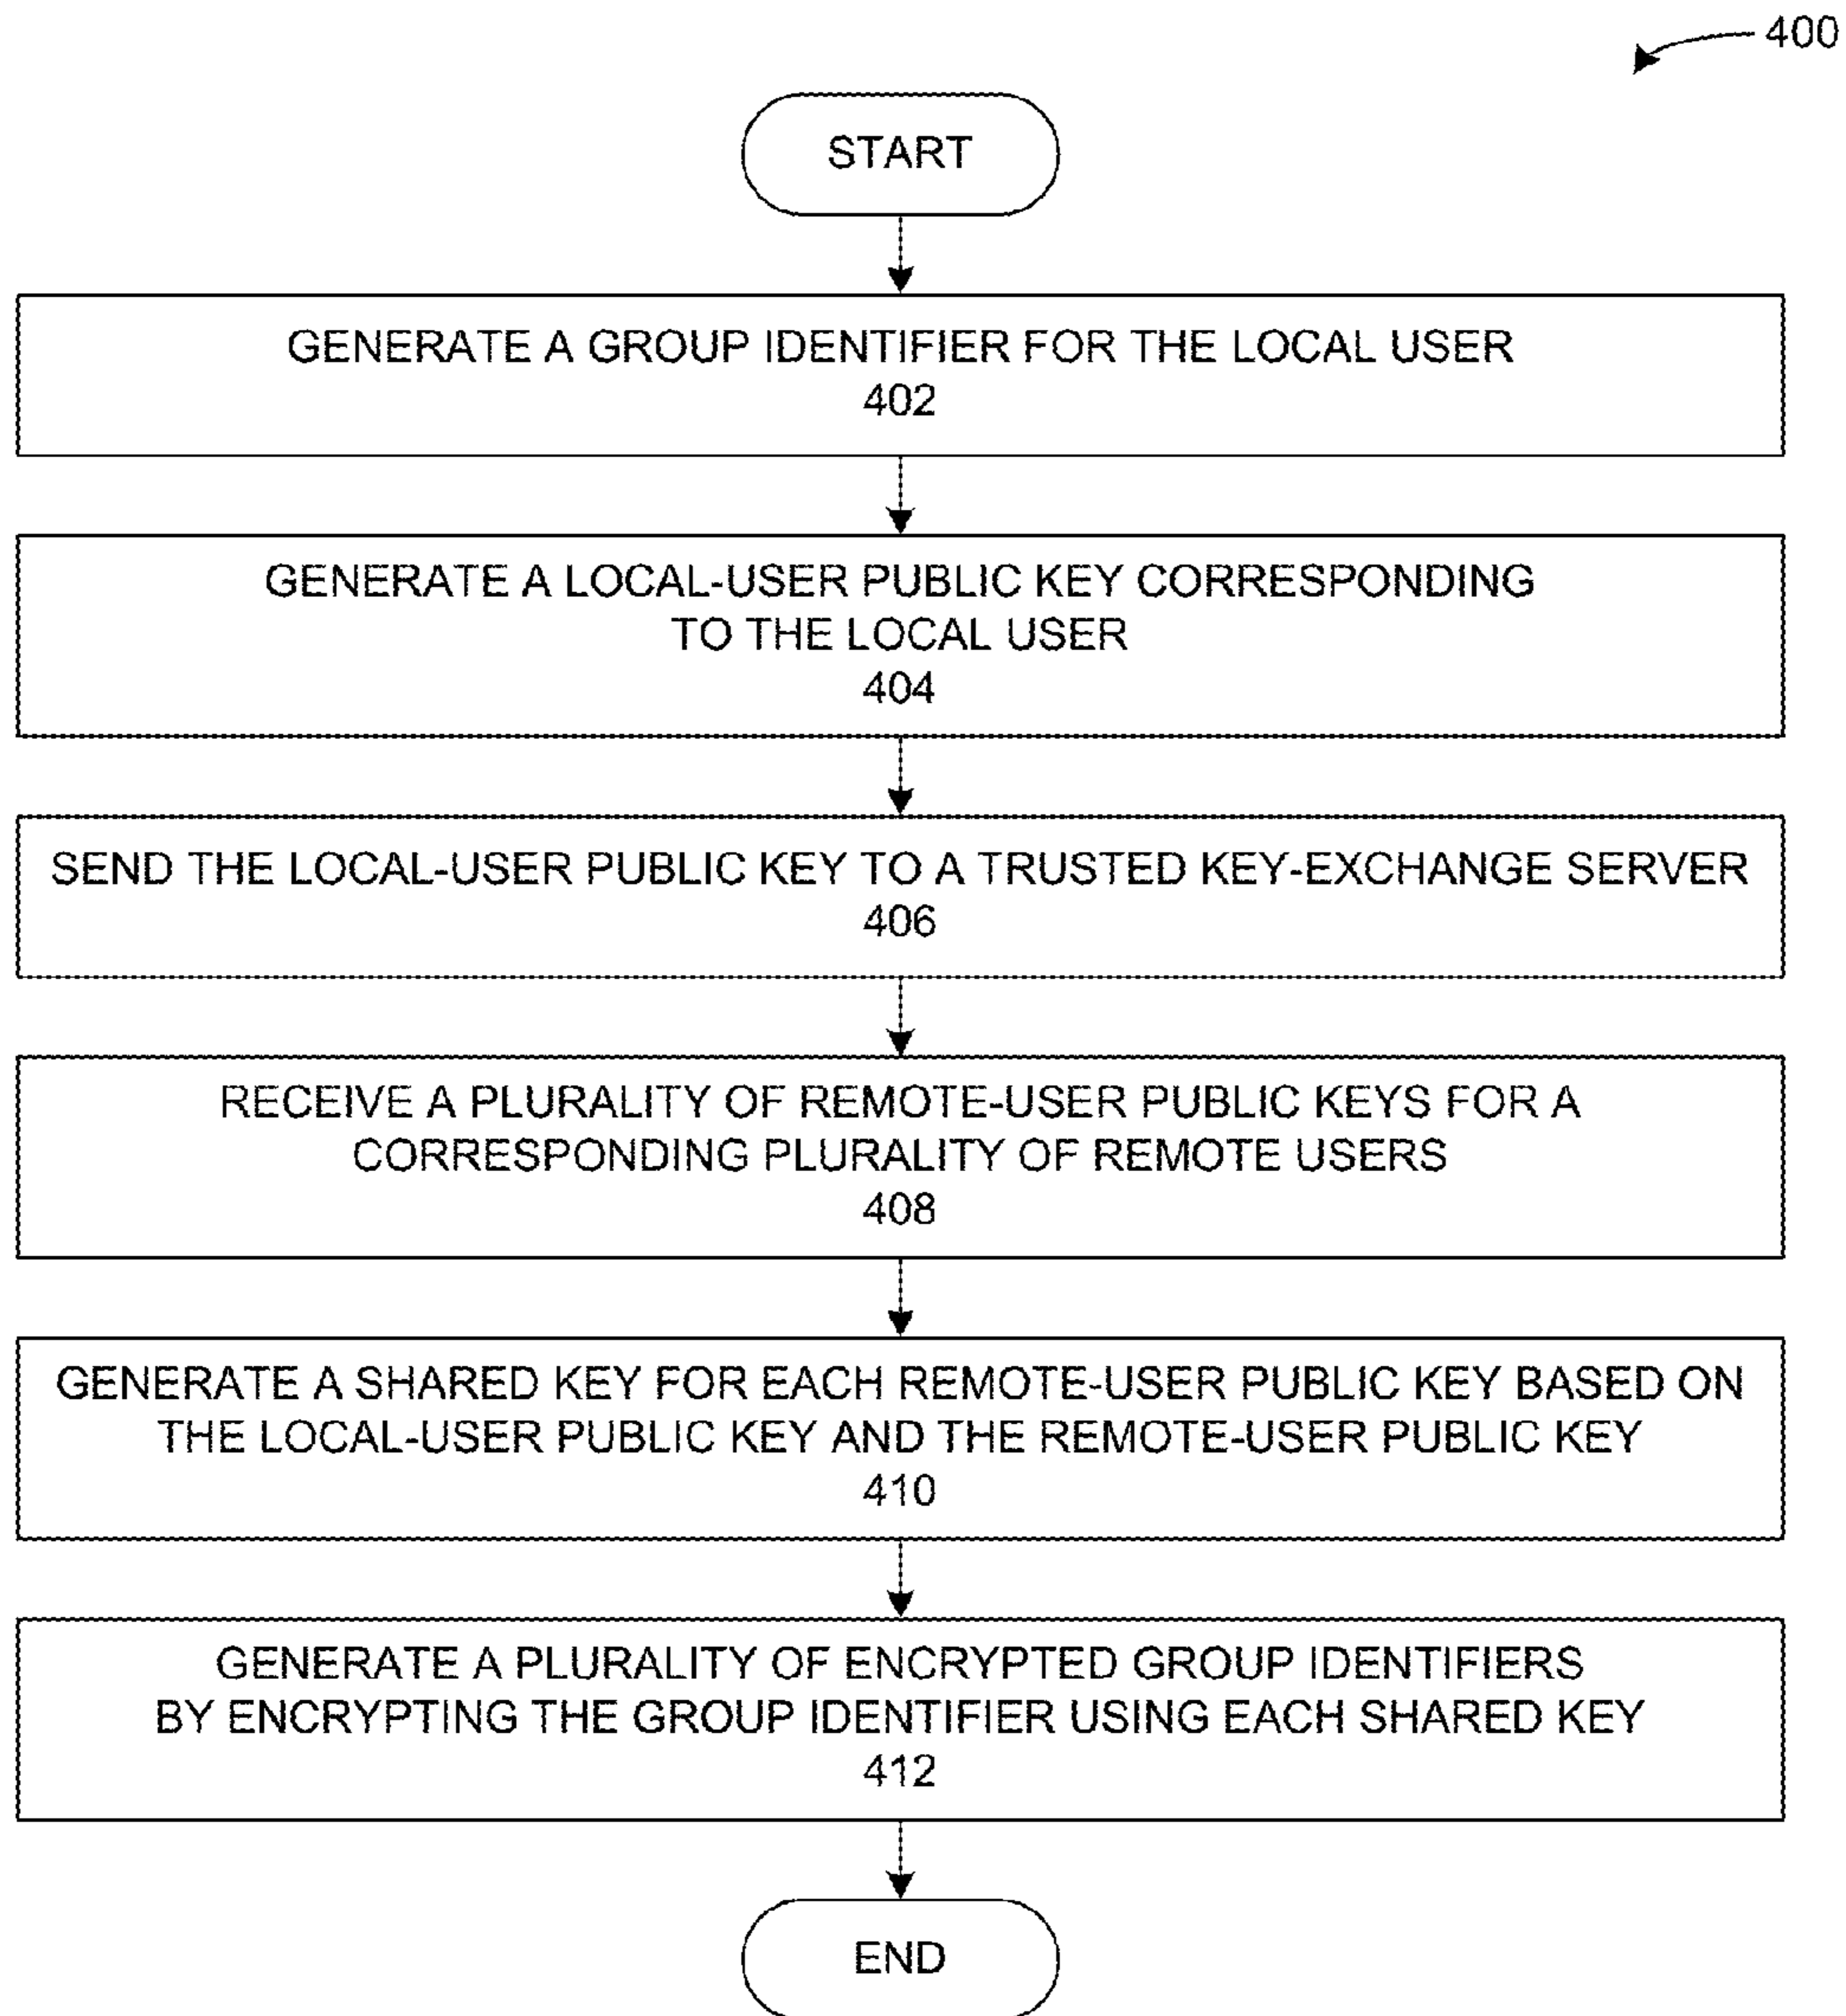 400
START
GENERATE A GROUP IDENTIFIER FOR THE LOCAL USER
402
GENERATE A LOCAL-USER PUBLIC KEY CORRESPONDING
TO THE LOCAL USER
404
SEND THE LOCAL-USER PUBLIC KEY TO A TRUSTED KEY-EXCHANGE SERVER
406
RECEIVE A PLURALITY OF REMOTE-USER PUBLIC KEYS FOR A
CORRESPONDING PLURALITY OF REMOTE USERS
408
GENERATE A SHARED KEY FOR EACH REMOTE-USER PUBLIC KEY BASED ON
THE LOCAL-USER PUBLIC KEY AND THE REMOTE-USER PUBLIC KEY
410
GENERATE A PLURALITY OF ENCRYPTED GROUP IDENTIFIERS
BY ENCRYPTING THE GROUP IDENTIFIER USING EACH SHARED KEY
412
END